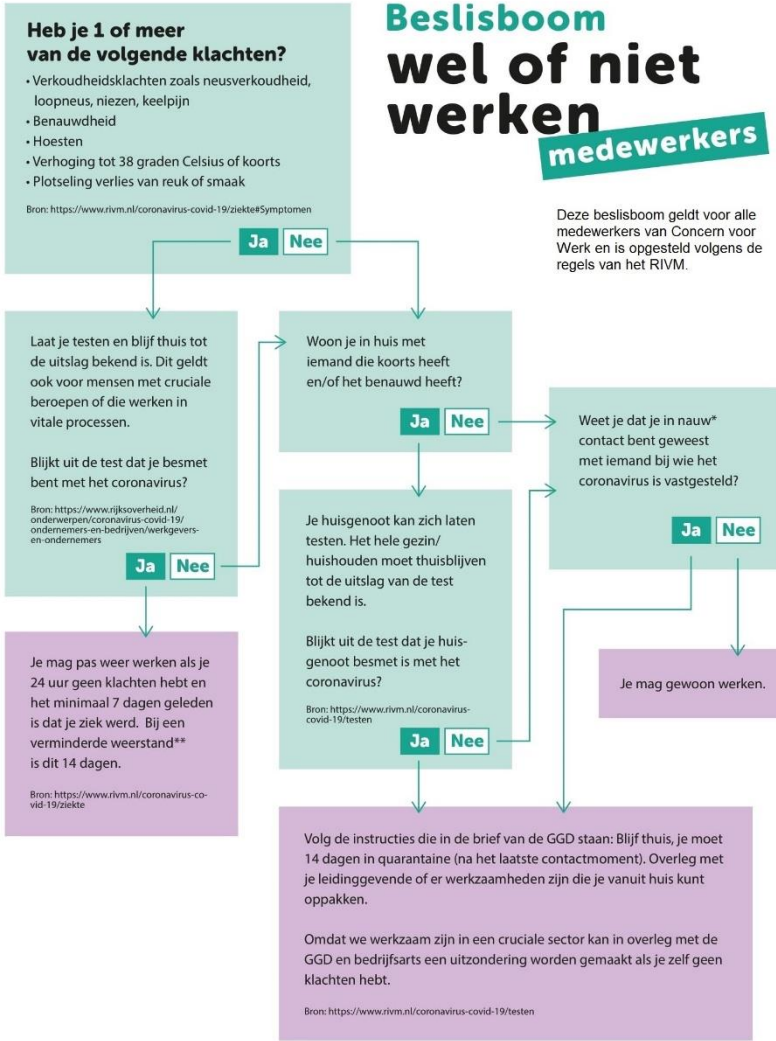 Beslisboom
wel of niet
werken
medewerkers
Deze beslisboom geldt voor alle
medewerkers van Concern voor
Werk en is opgesteld volgens de
regels van het RIVM.
Heb je 1 of meer
van de volgende klachten?
• Verkoudheidsklachten zoals neusverkoudheid,
loopneus, niezen, keelpijn
• Benauwdheid
• Hoesten
• Verhoging tot 38 graden Celsius of koorts
• Plotseling verlies van reuk of smaak
Bron: https://www.rivm.nl/coronavirus-covid-19/ziekte#Symptomen
Ja Nee
Laat je testen en blijf thuis tot
de uitslag bekend is. Dit geldt
ook voor mensen met cruciale
beroepen of die werken in
vitale processen.
Blijkt uit de test dat je besmet
bent met het coronavirus?
Bron: https://www.rijksoverheid.nl/
onderwerpen/coronavirus-covid-19/
ondernemers-en-bedrijven/werkgevers-
en-ondernemers
Ja Nee
Je mag pas weer werken als je
24 uur geen klachten hebt en
het minimaal 7 dagen geleden
is dat je ziek werd. Bij een
verminderde weerstand**
is dit 14 dagen.
Bron: https://www.rivm.nl/coronavirus-co-
vid-19/ziekte
Woon je in huis met
iemand die koorts heeft
en/of het benauwd heeft?
Ja Nee
Je huisgenoot kan zich laten
testen. Het hele gezin/
huishouden moet thuisblijven
tot de uitslag van de test
bekend is.
Blijkt uit de test dat je huis-
genoot besmet is met het
coronavirus?
Bron: https://www.rivm.nl/coronavirus-
covid-19/testen
Ja Nee
Weet je dat je in nauw*
contact bent geweest
met iemand bij wie het
coronavirus is vastgesteld?
Ja Nee
Je mag gewoon werken.
Volg de instructies die in de brief van de GGD staan: Blijf thuis, je moet
14 dagen in quarantaine (na het laatste contactmoment). Overleg met
je leidinggevende of er werkzaamheden zijn die je vanuit huis kunt
oppakken.
Omdat we werkzaam zijn in een cruciale sector kan in overleg met de
GGD en bedrijfsarts een uitzondering worden gemaakt als je zelf geen
klachten hebt.
Bron: https://www.rivm.nl/coronavirus-covid-19/testen